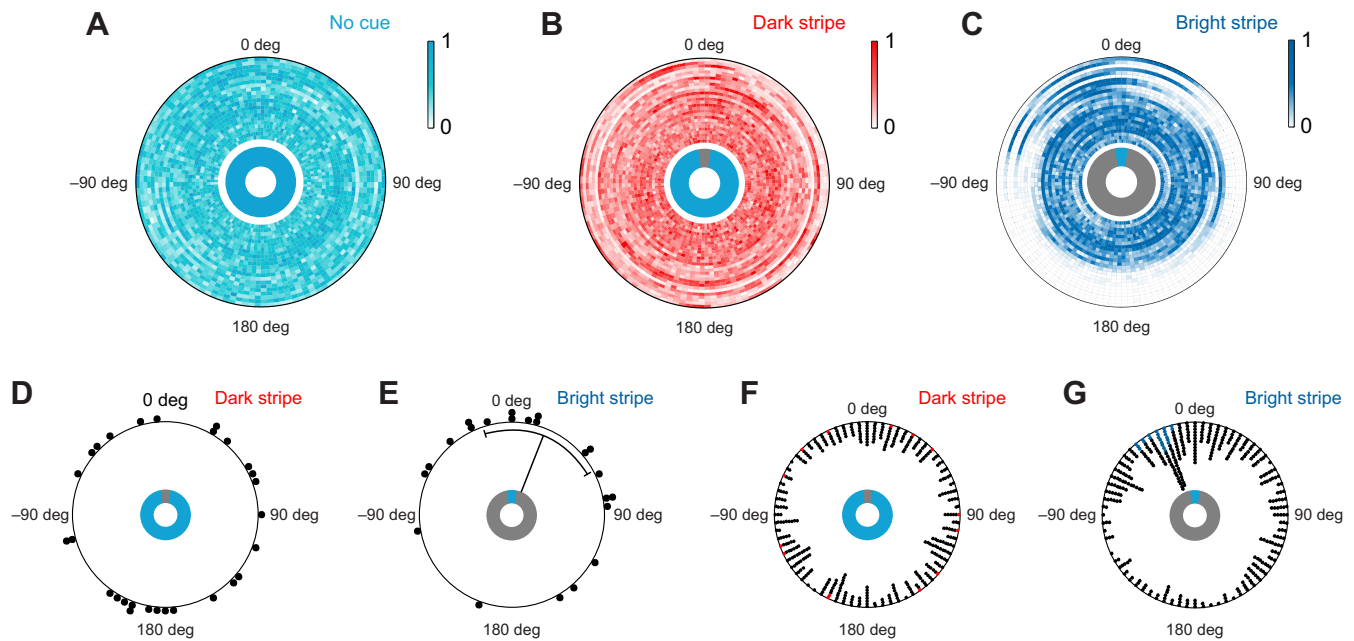 A
No cue
0 deg
1
0
–90 deg
90 deg
180 deg
B
Dark stripe
0 deg
1
0
–90 deg
90 deg
180 deg
C
Bright stripe
0 deg
1
0
–90 deg
90 deg
180 deg
D
0 deg
Dark stripe
–90 deg
90 deg
180 deg
E
0 deg
Bright stripe
–90 deg
90 deg
180 deg
F
0 deg
Dark stripe
–90 deg
90 deg
180 deg
G
0 deg
Bright stripe
–90 deg
90 deg
180 deg